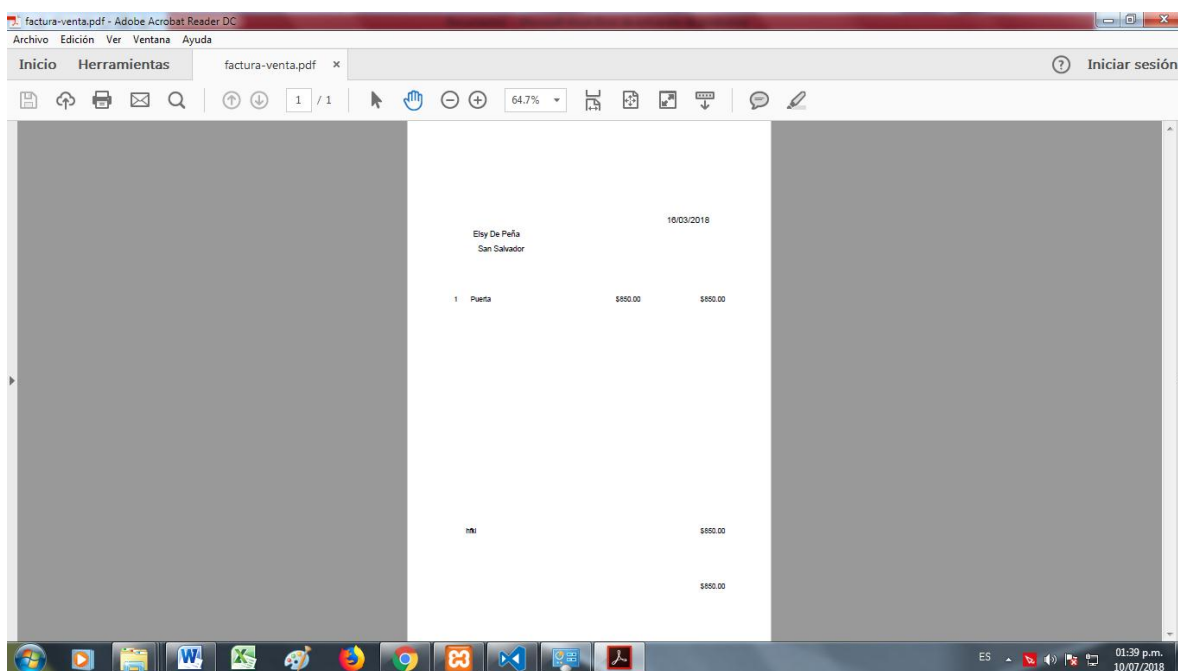 factura-venta.pdf - Adobe Acrobat Reader DC
Archivo Edición Ver Ventana Ayuda
Inicio Herramientas factura-venta.pdf × ? Iniciar sesión
1 / 1 64.7%
16/03/2018
Elsy De Peña
San Salvador
1 Puerta $850.00 $850.00
$850.00
$850.00
ES 01:39 p.m.
10/07/2018